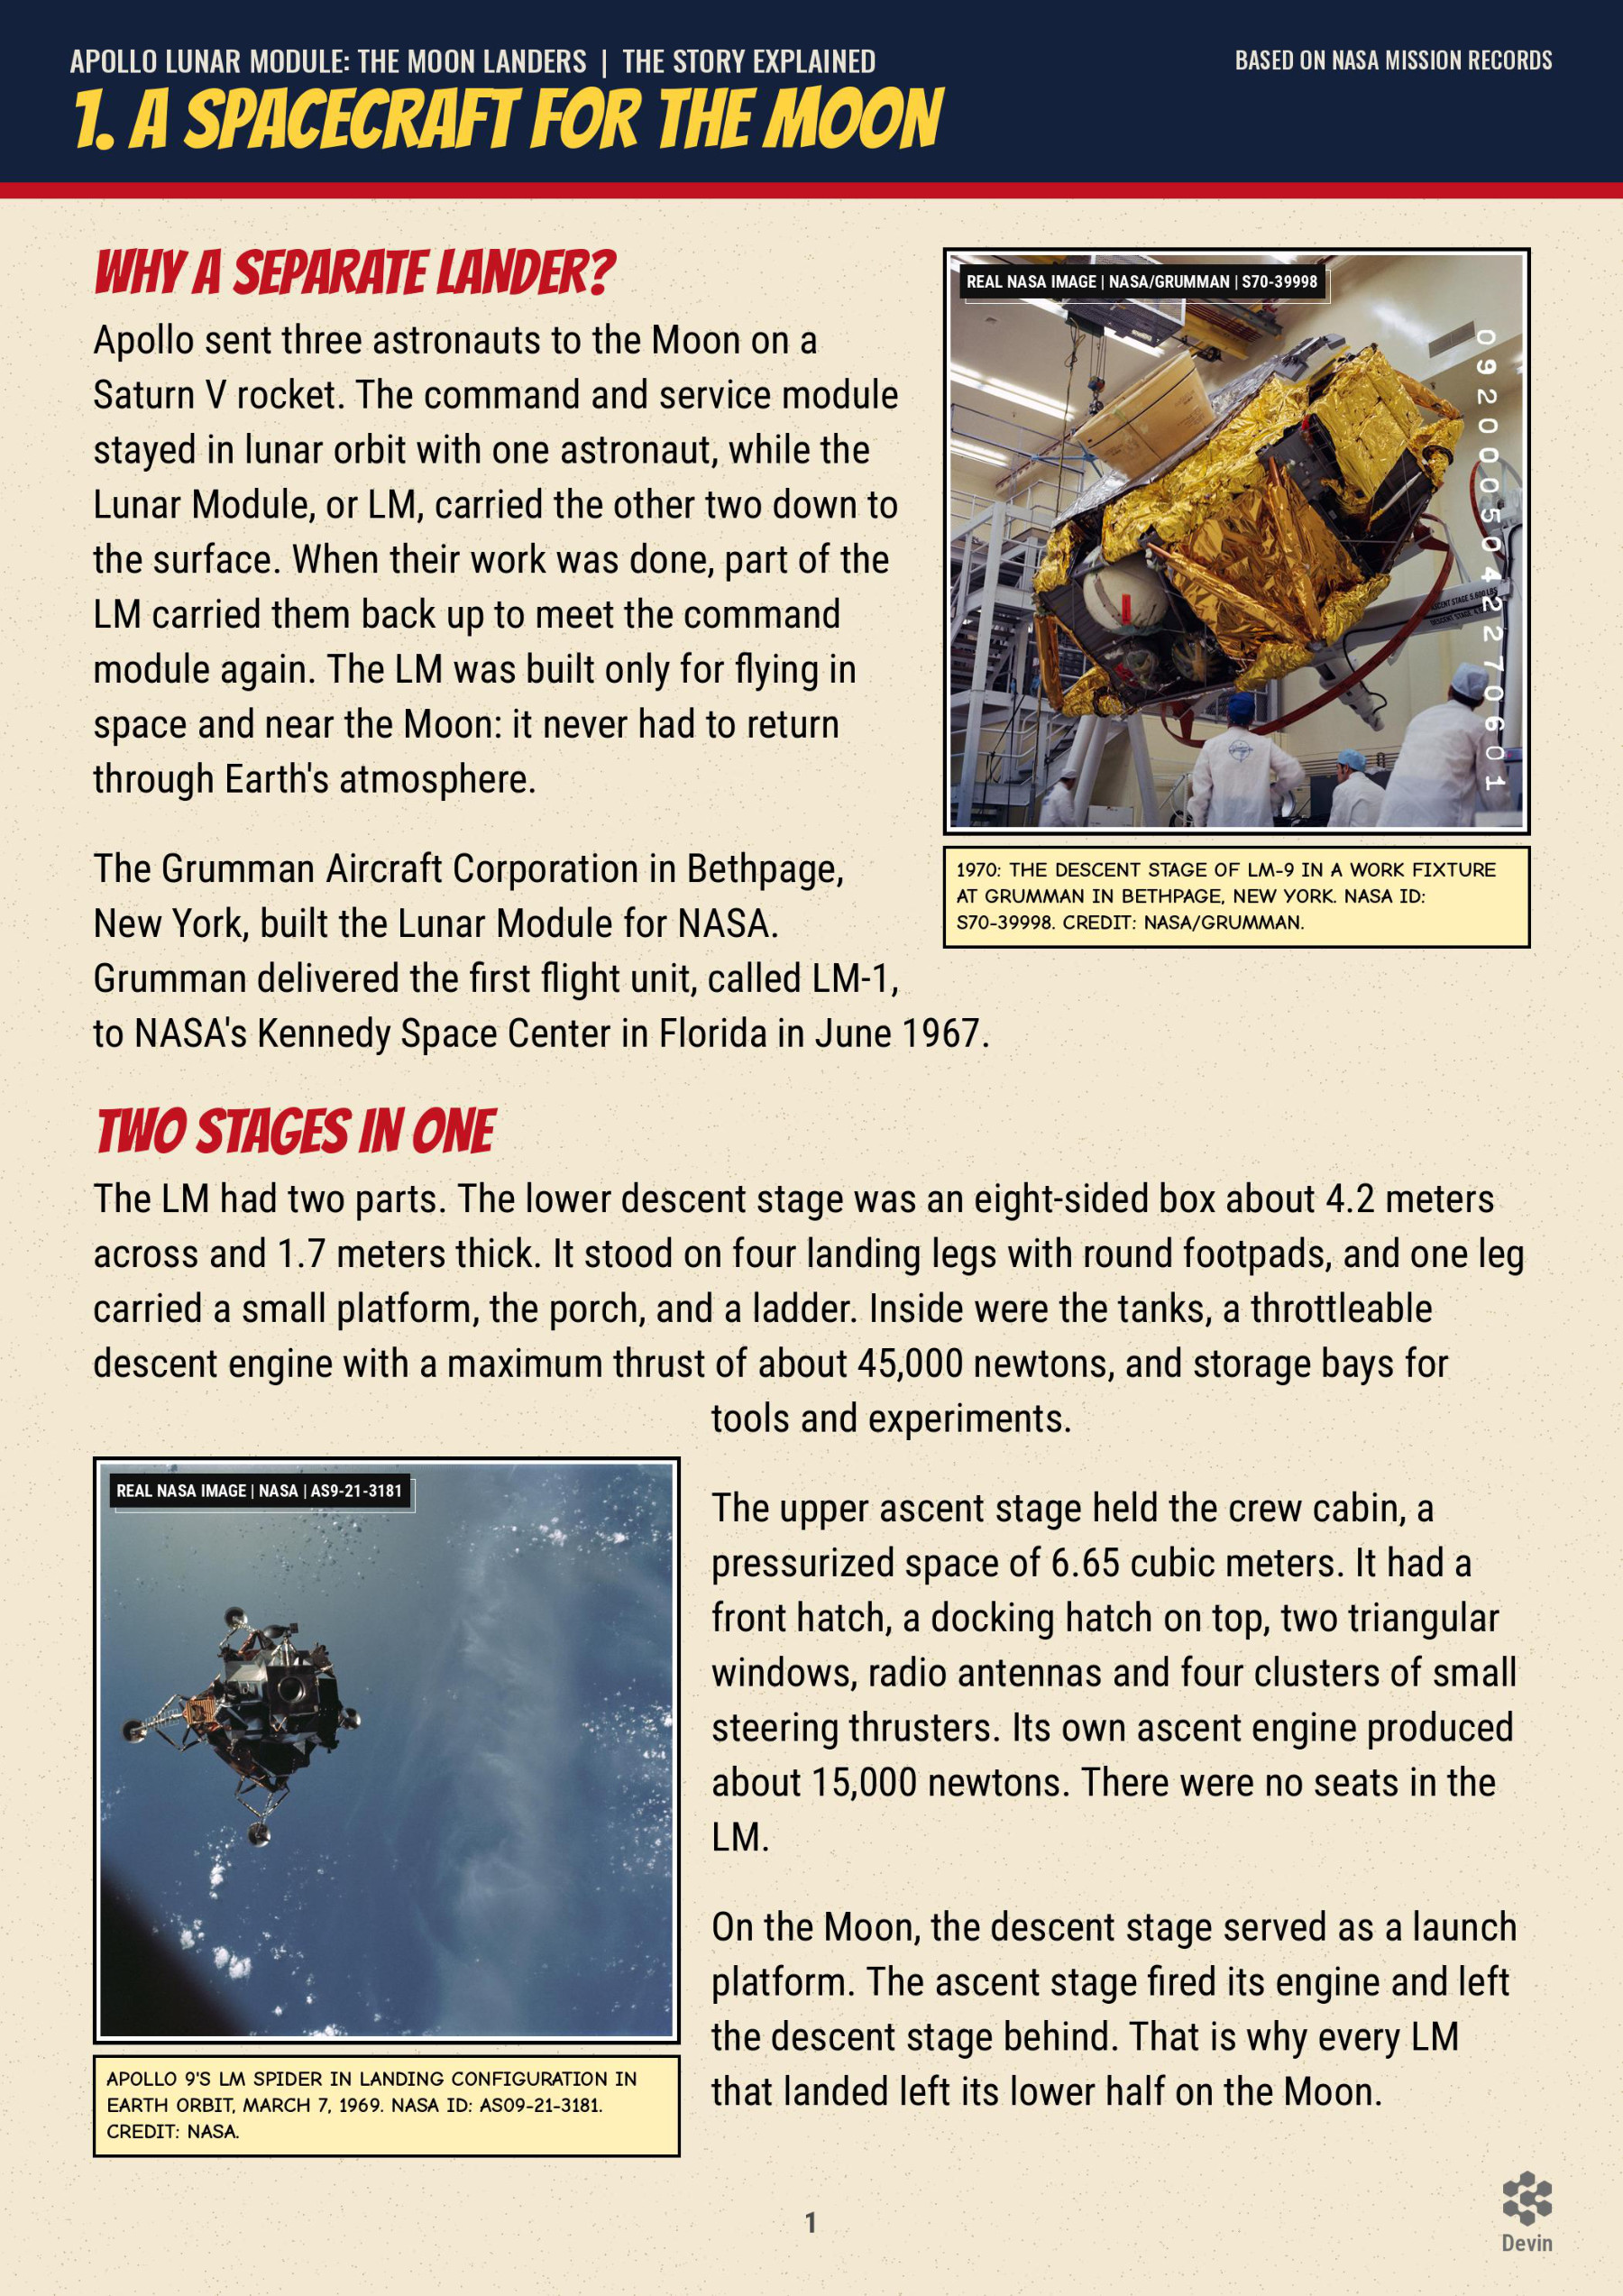 APOLLO LUNAR MODULE: THE MOON LANDERS | THE STORY EXPLAINED
BASED ON NASA MISSION RECORDS
1. A SPACECRAFT FOR THE MOON
WHY A SEPARATE LANDER?
Apollo sent three astronauts to the Moon on a
Saturn V rocket. The command and service module
stayed in lunar orbit with one astronaut, while the
Lunar Module, or LM, carried the other two down to
the surface. When their work was done, part of the
LM carried them back up to meet the command
module again. The LM was built only for flying in
space and near the Moon: it never had to return
through Earth's atmosphere.
The Grumman Aircraft Corporation in Bethpage,
New York, built the Lunar Module for NASA.
Grumman delivered the first flight unit, called LM-1,
to NASA's Kennedy Space Center in Florida in June 1967.
REAL NASA IMAGE | NASA/GRUMMAN | S70-39998
0920005042270601
ASCENT STAGE 5,600 LBS
1970: THE DESCENT STAGE OF LM-9 IN A WORK FIXTURE
AT GRUMMAN IN BETHPAGE, NEW YORK. NASA ID:
S70-39998. CREDIT: NASA/GRUMMAN.
TWO STAGES IN ONE
The LM had two parts. The lower descent stage was an eight-sided box about 4.2 meters
across and 1.7 meters thick. It stood on four landing legs with round footpads, and one leg
carried a small platform, the porch, and a ladder. Inside were the tanks, a throttleable
descent engine with a maximum thrust of about 45,000 newtons, and storage bays for
tools and experiments.
REAL NASA IMAGE | NASA | AS9-21-3181
APOLLO 9'S LM SPIDER IN LANDING CONFIGURATION IN
EARTH ORBIT, MARCH 7, 1969. NASA ID: AS09-21-3181.
CREDIT: NASA.
The upper ascent stage held the crew cabin, a
pressurized space of 6.65 cubic meters. It had a
front hatch, a docking hatch on top, two triangular
windows, radio antennas and four clusters of small
steering thrusters. Its own ascent engine produced
about 15,000 newtons. There were no seats in the
LM.
On the Moon, the descent stage served as a launch
platform. The ascent stage fired its engine and left
the descent stage behind. That is why every LM
that landed left its lower half on the Moon.
1
Devin